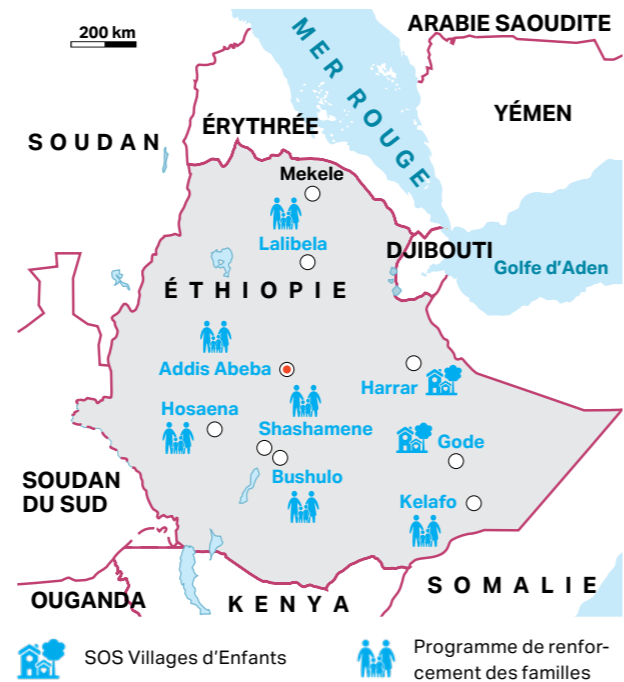 200 km
ARABIE SAOUDITE
MER ROUGE
YÉMEN
SOUDAN
ÉRYTHRÉE
Mekele
Lalibela
DJIBOUTI
Golfe d’Aden
ÉTHIOPIE
Addis Abeba
Harrar
Hosaena
Shashamene
Gode
SOUDAN
DU SUD
Bushulo
Kelafo
SOMALIE
OUGANDA
KENYA
SOS Villages d’Enfants
Programme de renfor-
cement des familles